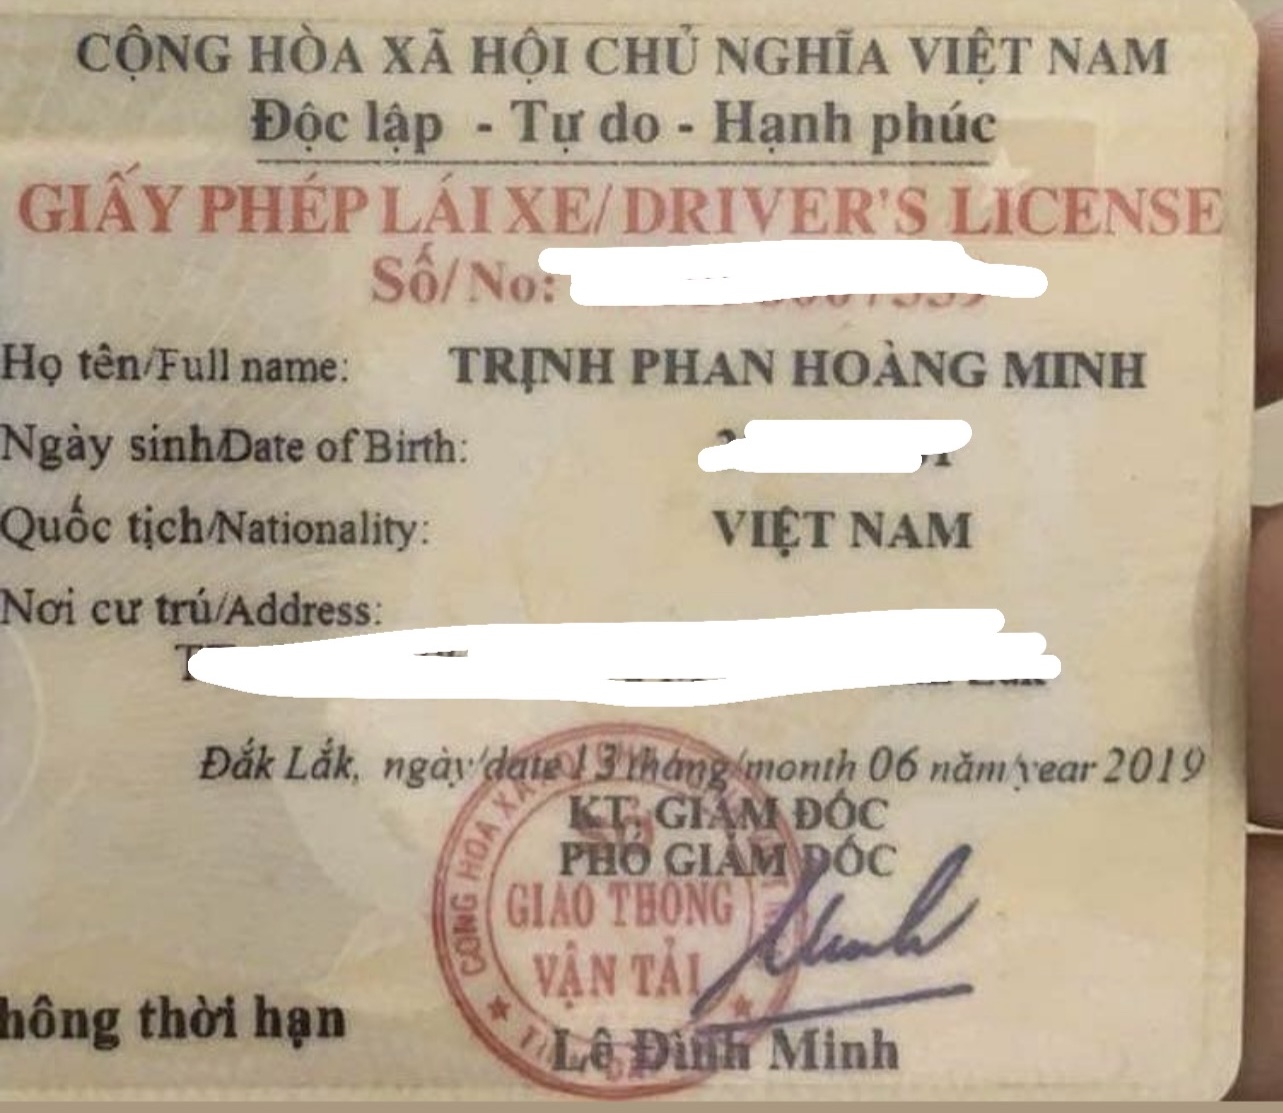 CỘNG HÒA XÃ HỘI CHỦ NGHĨA VIỆT NAM
Độc lập - Tự do - Hạnh phúc
GIẤY PHÉP LÁI XE/ DRIVER'S LICENSE
Số/ No:
Họ tên/Full name: TRỊNH PHAN HOÀNG MINH
Ngày sinh/Date of Birth:
Quốc tịch/Nationality: VIỆT NAM
Nơi cư trú/Address:
Đắk Lắk, ngày/date 13 tháng/month 06 năm/year 2019
KT. GIÁM ĐỐC
PHÓ GIÁM ĐỐC
SỞ
GIAO THÔNG
VẬN TẢI
hông thời hạn
Lê Đình Minh